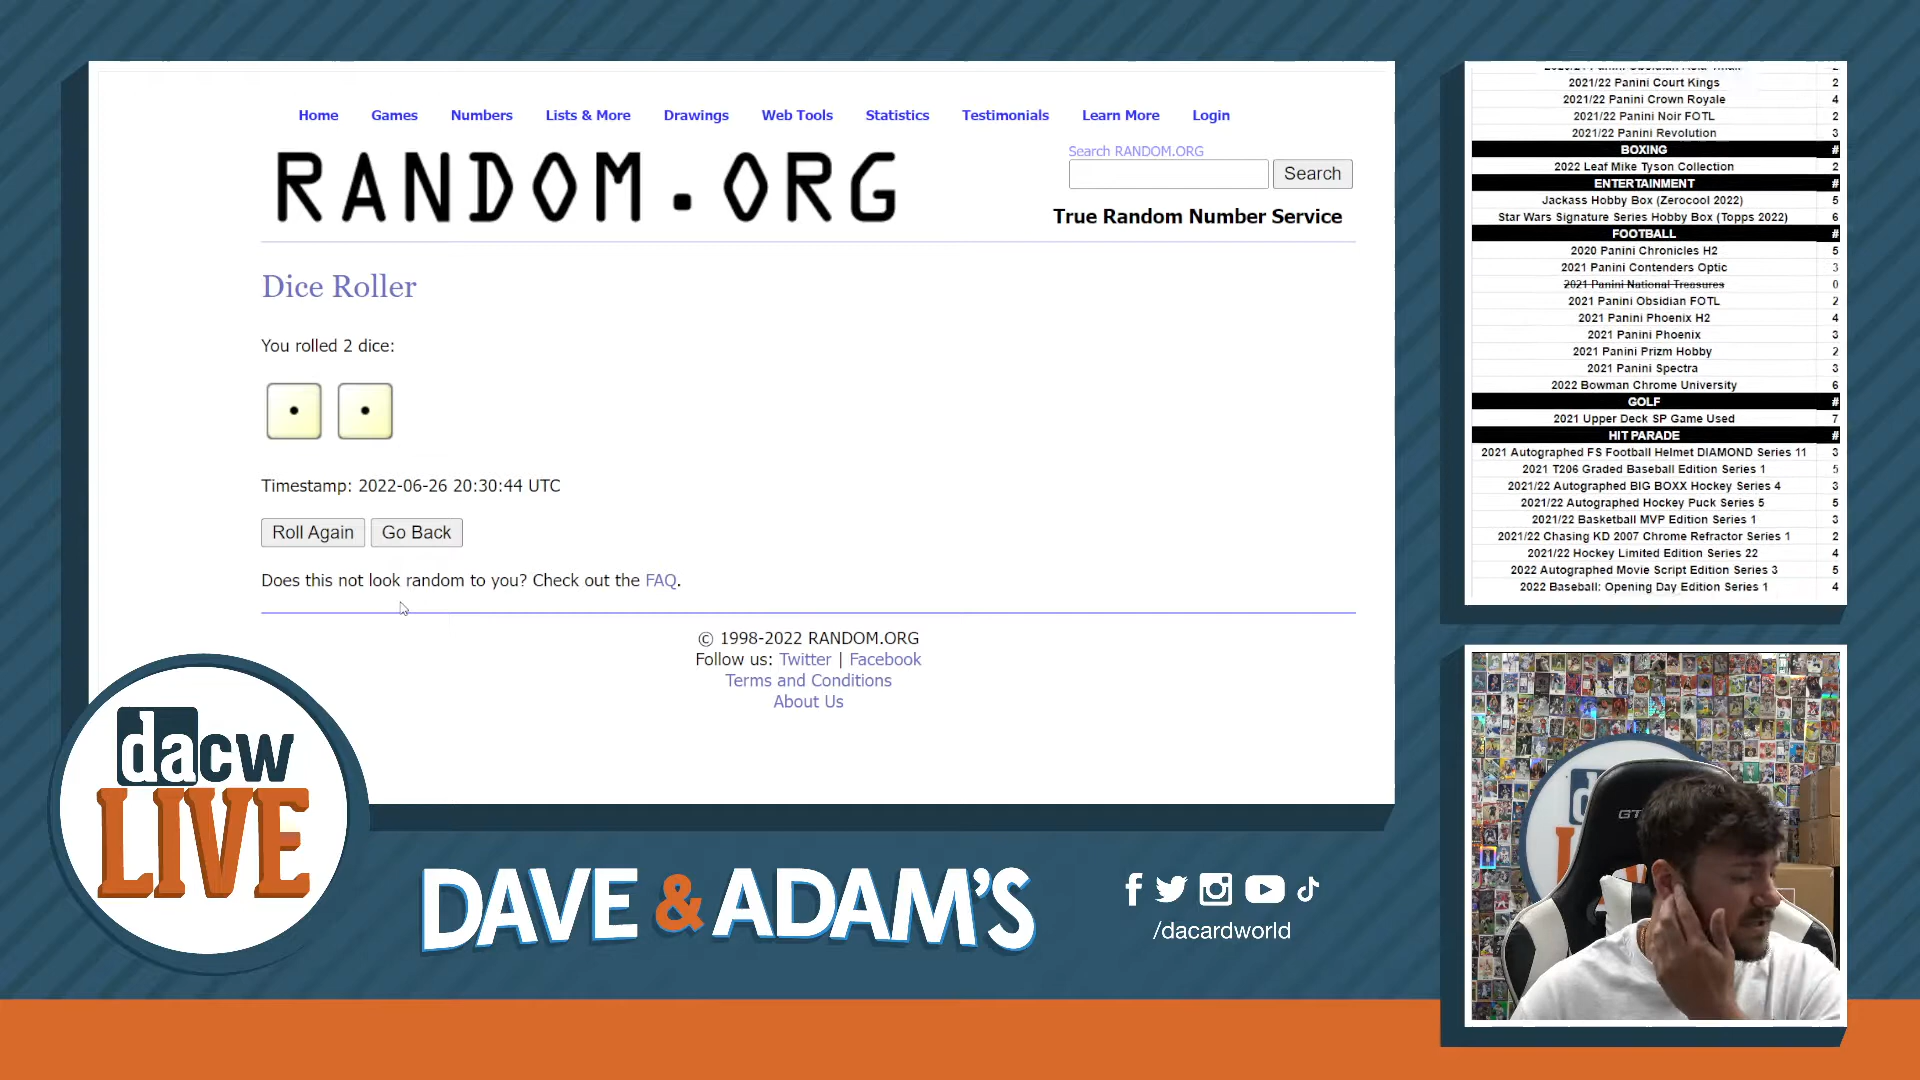 Home Games Numbers Lists & More Drawings Web Tools Statistics Testimonials Learn More Login
RANDOM.ORG
Search RANDOM.ORG
Search
True Random Number Service
Dice Roller
You rolled 2 dice:
Timestamp: 2022-06-26 20:30:44 UTC
Roll Again Go Back
Does this not look random to you? Check out the FAQ.
© 1998-2022 RANDOM.ORG
Follow us: Twitter | Facebook
Terms and Conditions
About Us
dacw
LIVE
DAVE & ADAM'S
/dacardworld
2021/22 Panini Court Kings 2
2021/22 Panini Crown Royale 4
2021/22 Panini Noir FOTL 2
2021/22 Panini Revolution 3
BOXING #
2022 Leaf Mike Tyson Collection 2
ENTERTAINMENT #
Jackass Hobby Box (Zerocool 2022) 5
Star Wars Signature Series Hobby Box (Topps 2022) 6
FOOTBALL #
2020 Panini Chronicles H2 5
2021 Panini Contenders Optic 3
2021 Panini National Treasures 0
2021 Panini Obsidian FOTL 2
2021 Panini Phoenix H2 4
2021 Panini Phoenix 3
2021 Panini Prizm Hobby 2
2021 Panini Spectra 3
2022 Bowman Chrome University 6
GOLF #
2021 Upper Deck SP Game Used 7
HIT PARADE #
2021 Autographed FS Football Helmet DIAMOND Series 11 3
2021 T206 Graded Baseball Edition Series 1 5
2021/22 Autographed BIG BOXX Hockey Series 4 3
2021/22 Autographed Hockey Puck Series 5 5
2021/22 Basketball MVP Edition Series 1 3
2021/22 Chasing KD 2007 Chrome Refractor Series 1 2
2021/22 Hockey Limited Edition Series 22 4
2022 Autographed Movie Script Edition Series 3 5
2022 Baseball: Opening Day Edition Series 1 4